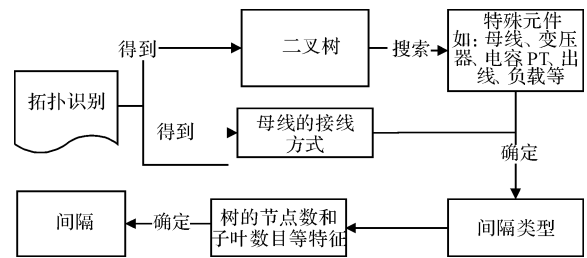 得到
二叉树
搜索
特殊元件
如:母线、变压
器、电容PT、出
线、负载等
拓扑识别
得到
母线的接线
方式
确定
间隔
确定
树的节点数和
子叶数目等特征
间隔类型